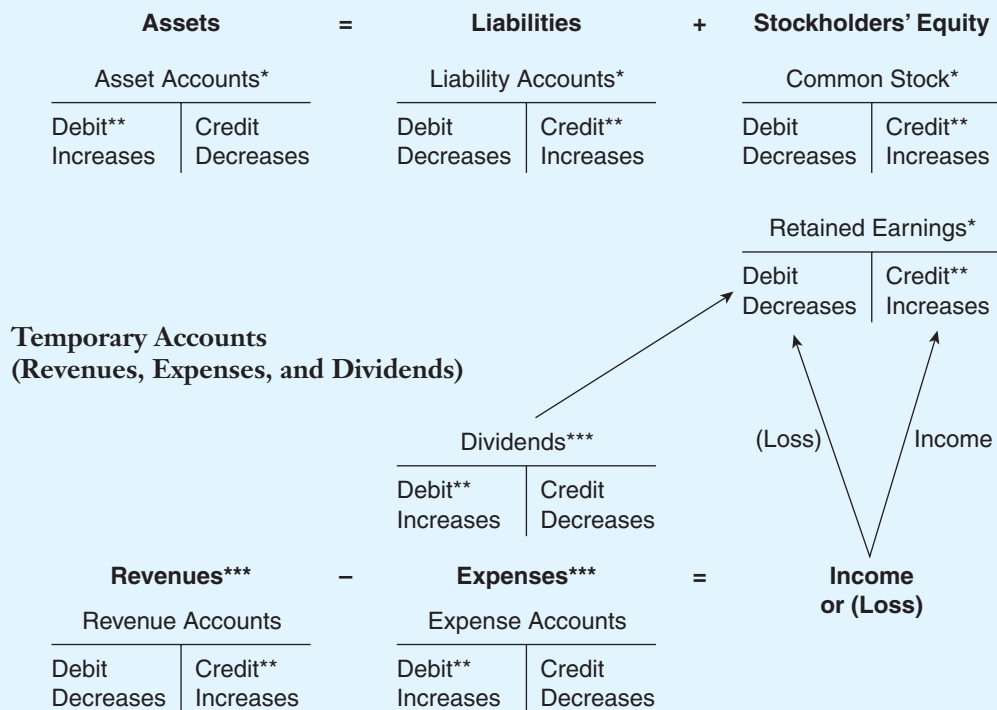 Assets = Liabilities + Stockholders’ Equity
Asset Accounts* Liability Accounts* Common Stock*
Debit** Credit Debit Credit** Debit Credit**
Increases Decreases Decreases Increases Decreases Increases
Retained Earnings*
Debit Credit**
Decreases Increases
Temporary Accounts
(Revenues, Expenses, and Dividends)
Dividends*** (Loss) Income
Debit** Credit
Increases Decreases
Revenues*** – Expenses*** = Income
or (Loss)
Revenue Accounts Expense Accounts
Debit Credit** Debit** Credit
Decreases Increases Increases Decreases